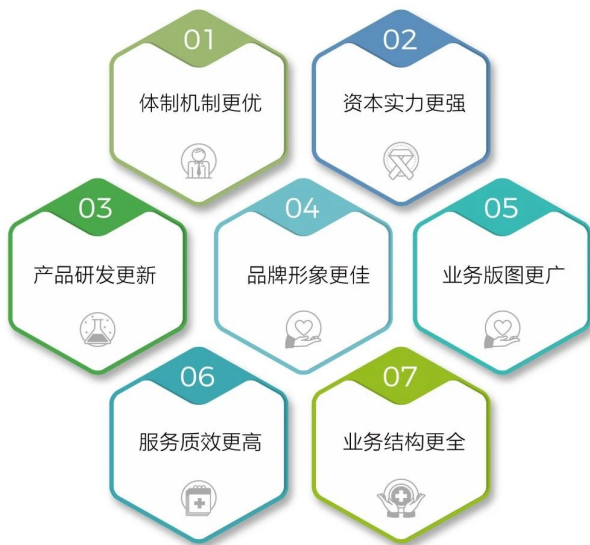 01
体制机制更优
02
资本实力更强
03
产品研发更新
04
品牌形象更佳
05
业务版图更广
06
服务质效更高
07
业务结构更全